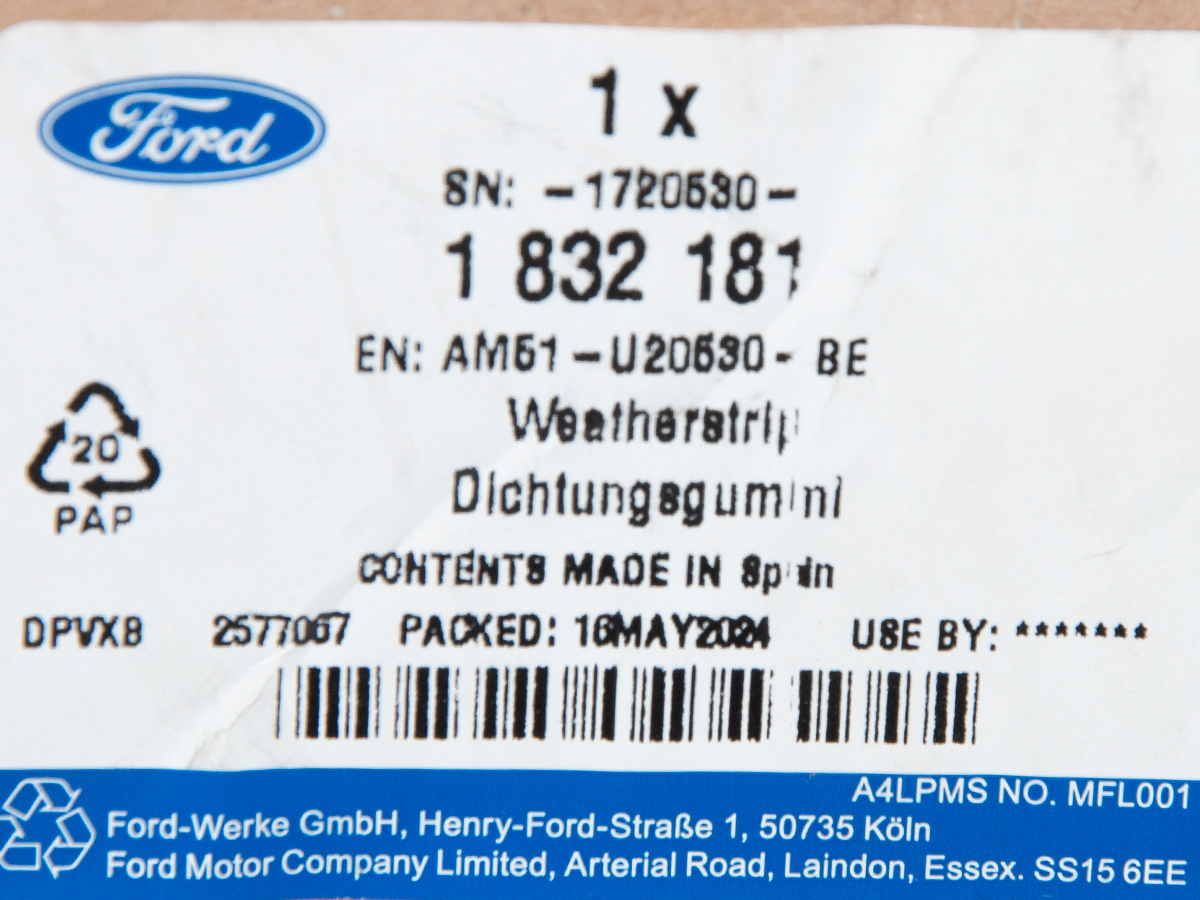 Ford
1 x
SN: -1720530-
1 832 181
EN: AM51-U20530- BE
Weatherstrip
Dichtungsgummi
CONTENTS MADE IN Spain
20
PAP
DPVXB 2577067 PACKED: 16MAY2024 USE BY: *******
A4LPMS NO. MFL001
Ford-Werke GmbH, Henry-Ford-Straße 1, 50735 Köln
Ford Motor Company Limited, Arterial Road, Laindon, Essex. SS15 6EE